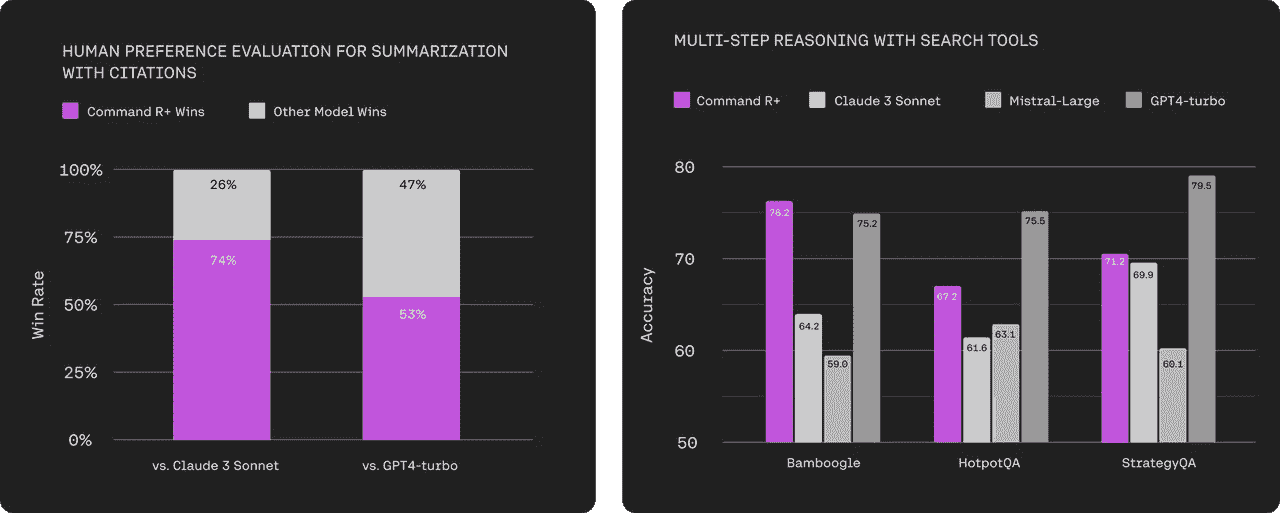 HUMAN PREFERENCE EVALUATION FOR SUMMARIZATION
WITH CITATIONS
Command R+ Wins
Other Model Wins
100%
75%
50%
25%
0%
Win Rate
26%
74%
47%
53%
vs. Claude 3 Sonnet
vs. GPT4-turbo
MULTI-STEP REASONING WITH SEARCH TOOLS
Command R+
Claude 3 Sonnet
Mistral-Large
GPT4-turbo
80
70
60
50
Accuracy
76.2
64.2
59.0
75.2
67.2
61.6
63.1
75.5
71.2
69.9
60.1
79.5
Bamboogle
HotpotQA
StrategyQA